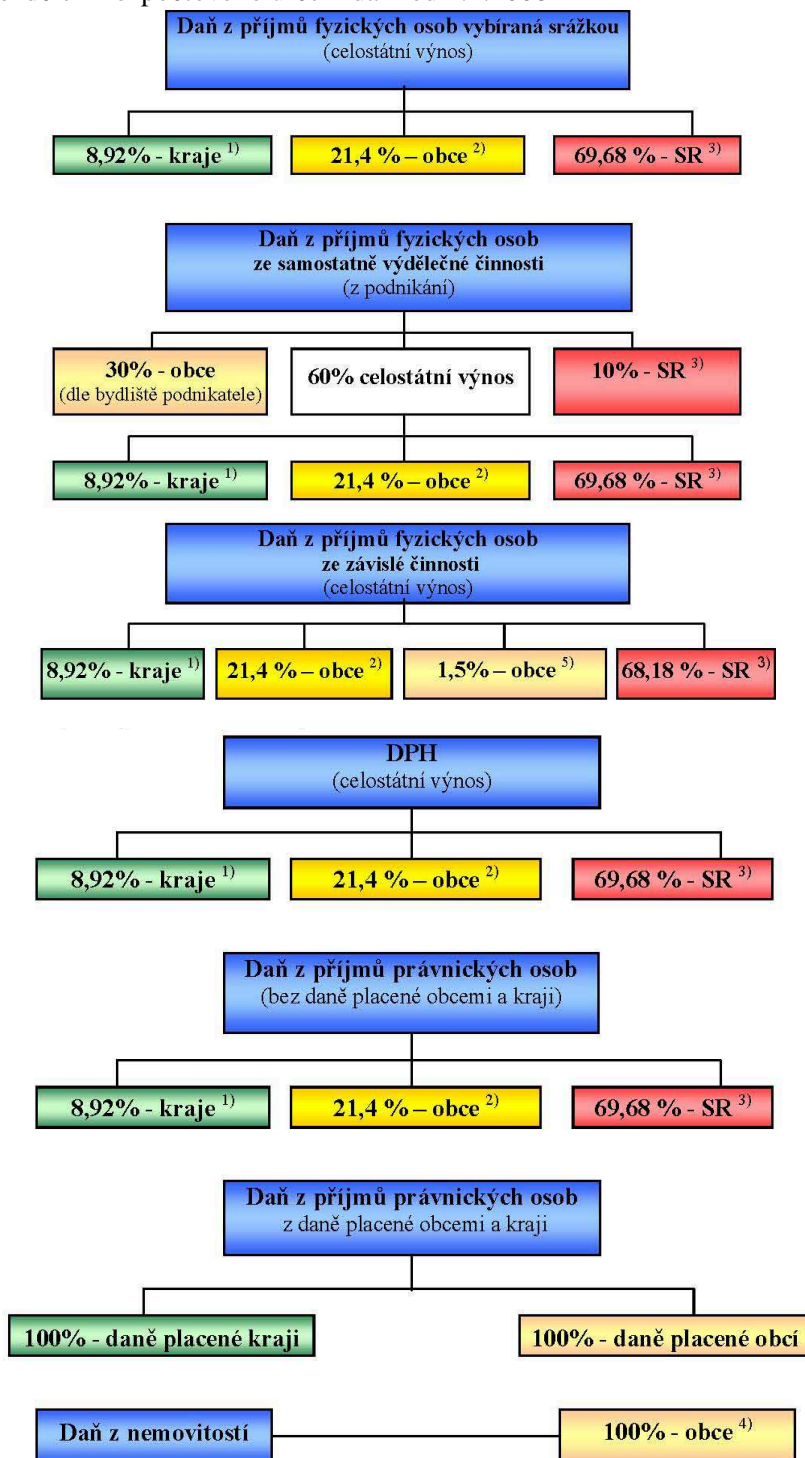 Daň z příjmů fyzických osob vybíraná srážkou
(celostátní výnos)
8,92% - kraje 1)
21,4 % – obce 2)
69,68 % - SR 3)
Daň z příjmů fyzických osob
ze samostatně výdělečné činnosti
(z podnikání)
30% - obce
(dle bydliště podnikatele)
60% celostátní výnos
10% - SR 3)
8,92% - kraje 1)
21,4 % – obce 2)
69,68 % - SR 3)
Daň z příjmů fyzických osob
ze závislé činnosti
(celostátní výnos)
8,92% - kraje 1)
21,4 % – obce 2)
1,5% – obce 5)
68,18 % - SR 3)
DPH
(celostátní výnos)
8,92% - kraje 1)
21,4 % – obce 2)
69,68 % - SR 3)
Daň z příjmů právnických osob
(bez daně placené obcemi a kraji)
8,92% - kraje 1)
21,4 % – obce 2)
69,68 % - SR 3)
Daň z příjmů právnických osob
z daně placené obcemi a kraji
100% - daně placené kraji
100% - daně placené obcí
Daň z nemovitostí
100% - obce 4)